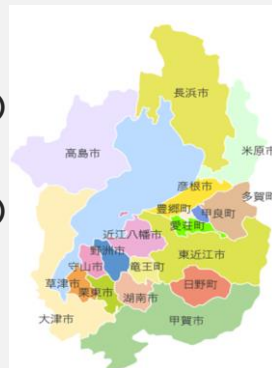 長浜市
高島市
米原市
彦根市
多賀町
豊郷町
甲良町
愛荘町
近江八幡市
東近江市
野洲市
竜王町
守山市
日野町
草津市
栗東市
湖南市
大津市
甲賀市
)
)